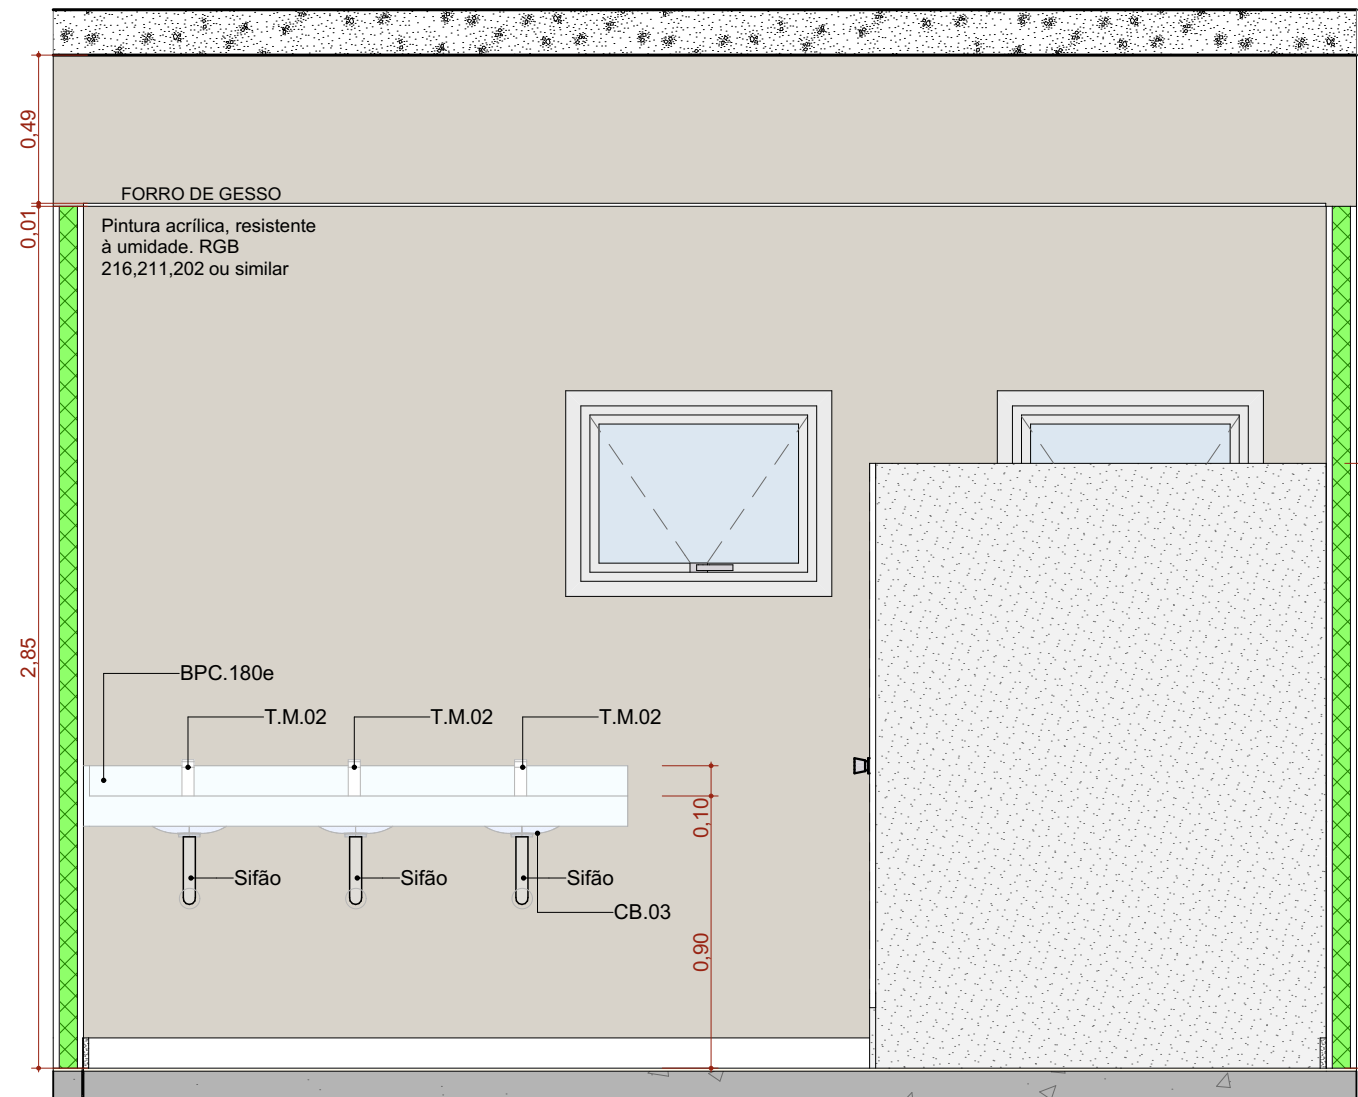 0,49
FORRO DE GESSO
0,01
Pintura acrílica, resistente
à umidade. RGB
216,211,202 ou similar
2,85
BPC.180e
T.M.02 T.M.02 T.M.02
0,10
Sifão Sifão Sifão
CB.03
0,90